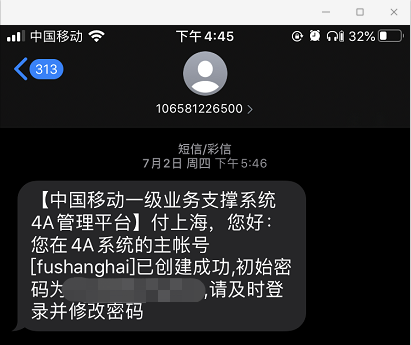 中国移动 下午4:45 32%
313
106581226500
短信/彩信
7月2日 周四 下午5:46
【中国移动一级业务支撑系统
4A管理平台】付上海，您好：
您在4A系统的主帐号
[fushanghai]已创建成功,初始密
码为 ,请及时登
录并修改密码